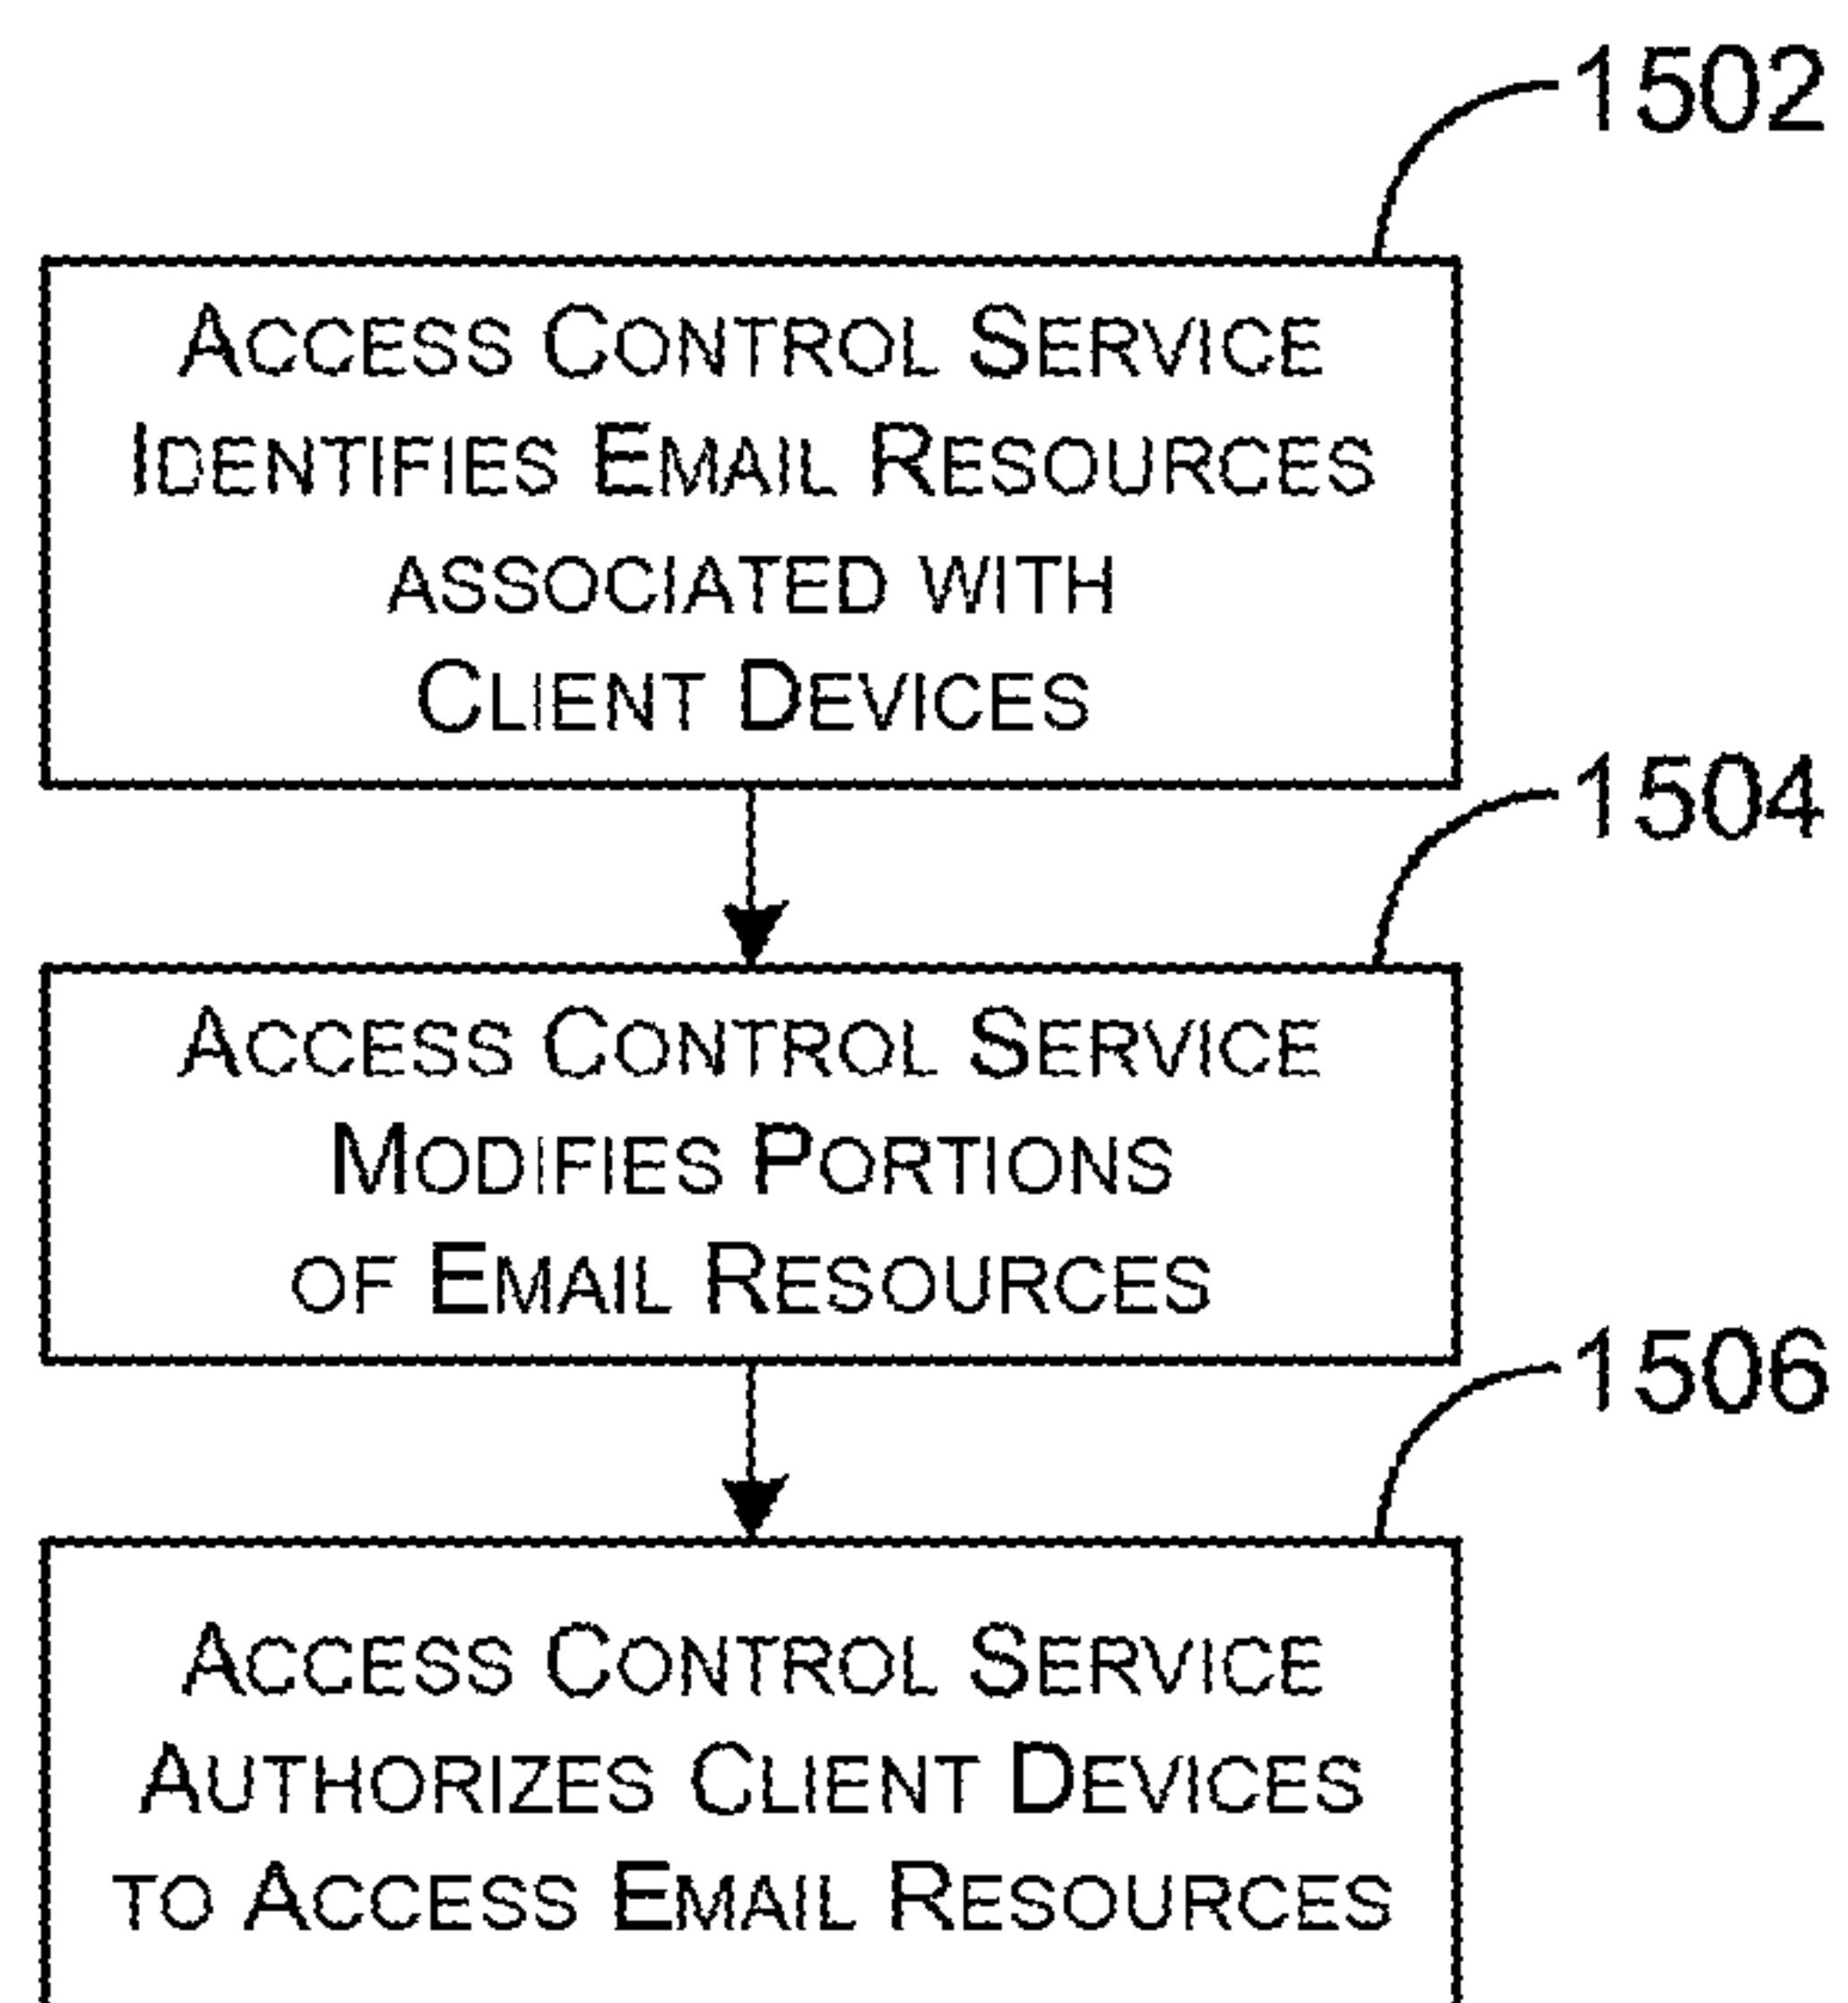 1502
ACCESS CONTROL SERVICE
IDENTIFIES EMAIL RESOURCES
ASSOCIATED WITH
CLIENT DEVICES
1504
ACCESS CONTROL SERVICE
MODIFIES PORTIONS
OF EMAIL RESOURCES
1506
ACCESS CONTROL SERVICE
AUTHORIZES CLIENT DEVICES
TO ACCESS EMAIL RESOURCES